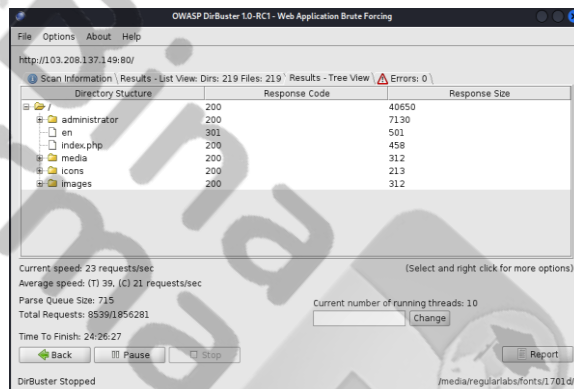 OWASP DirBuster 1.0-RC1 - Web Application Brute Forcing
File Options About Help
http://103.208.137.149:80/
Scan Information \ Results - List View: Dirs: 219 Files: 219 \ Results - Tree View \ Errors: 0 \
Directory Stucture Response Code Response Size
/ 200 40650
administrator 200 7130
en 301 501
index.php 200 458
media 200 312
icons 200 213
images 200 312
Current speed: 23 requests/sec (Select and right click for more options)
Average speed: (T) 39, (C) 21 requests/sec
Parse Queue Size: 715 Current number of running threads: 10
Total Requests: 8539/1856281 Change
Time To Finish: 24:26:27
Back Pause Stop Report
DirBuster Stopped /media/regularlabs/fonts/1701d/